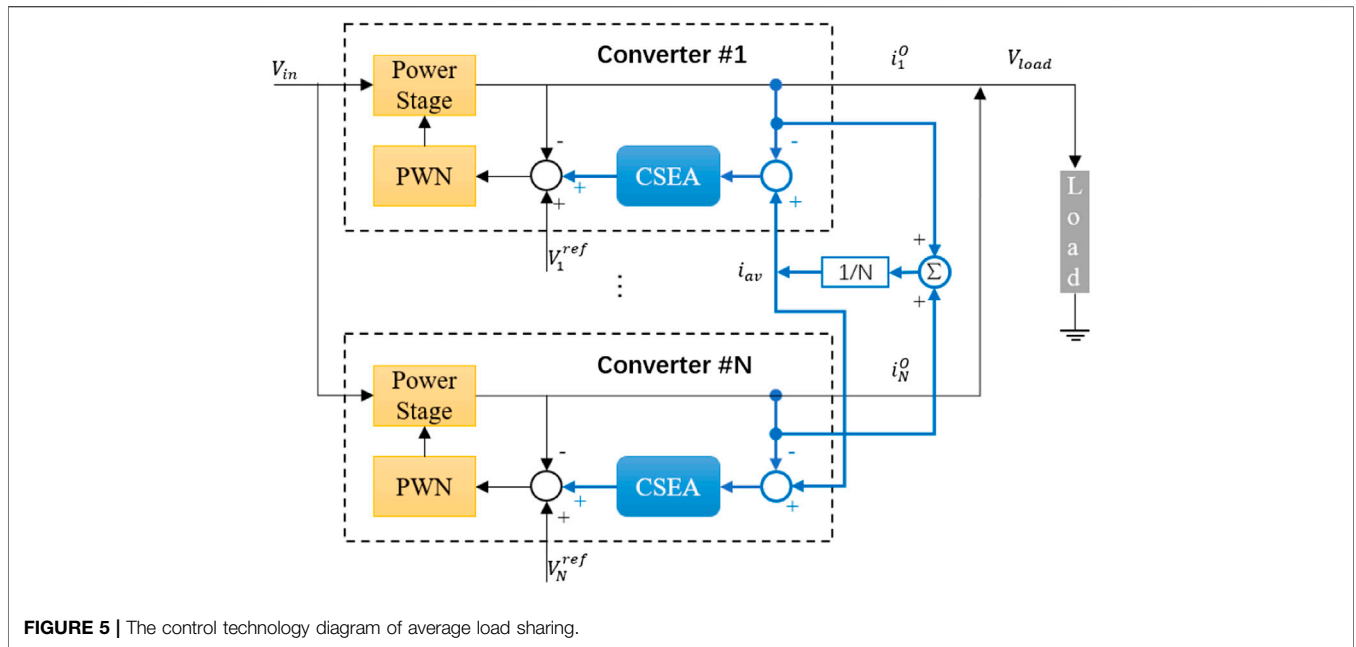 Converter #1
V_in
Power
Stage
i_1^O
V_load
-
-
PWN
CSEA
+
+
+
V_1^ref
L
o
a
d
+
i_av
1/N
Σ
+
⋮
Converter #N
i_N^O
Power
Stage
-
-
PWN
CSEA
+
+
+
V_N^ref
FIGURE 5 | The control technology diagram of average load sharing.